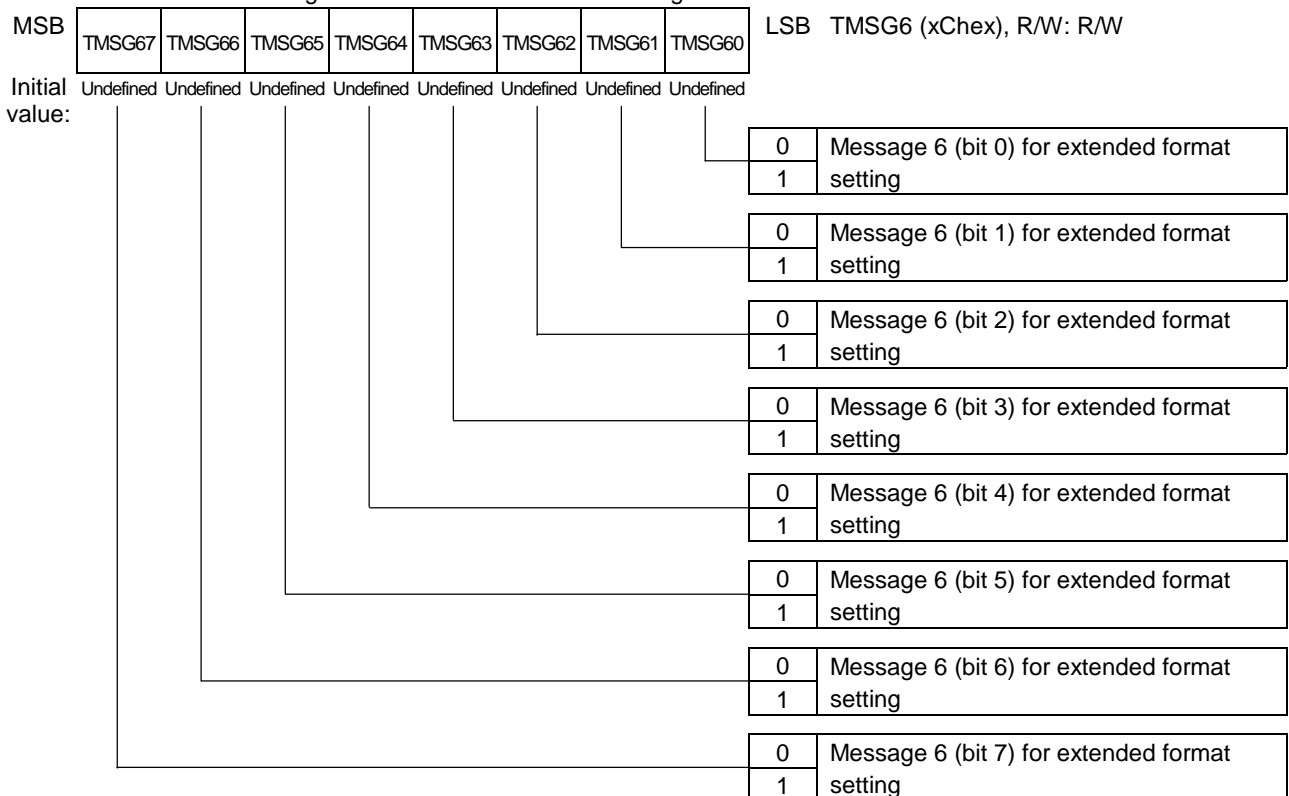 MSB TMSG67 TMSG66 TMSG65 TMSG64 TMSG63 TMSG62 TMSG61 TMSG60 LSB TMSG6 (xChex), R/W: R/W
Initial value: Undefined Undefined Undefined Undefined Undefined Undefined Undefined Undefined
0 Message 6 (bit 0) for extended format
1 setting
0 Message 6 (bit 1) for extended format
1 setting
0 Message 6 (bit 2) for extended format
1 setting
0 Message 6 (bit 3) for extended format
1 setting
0 Message 6 (bit 4) for extended format
1 setting
0 Message 6 (bit 5) for extended format
1 setting
0 Message 6 (bit 6) for extended format
1 setting
0 Message 6 (bit 7) for extended format
1 setting